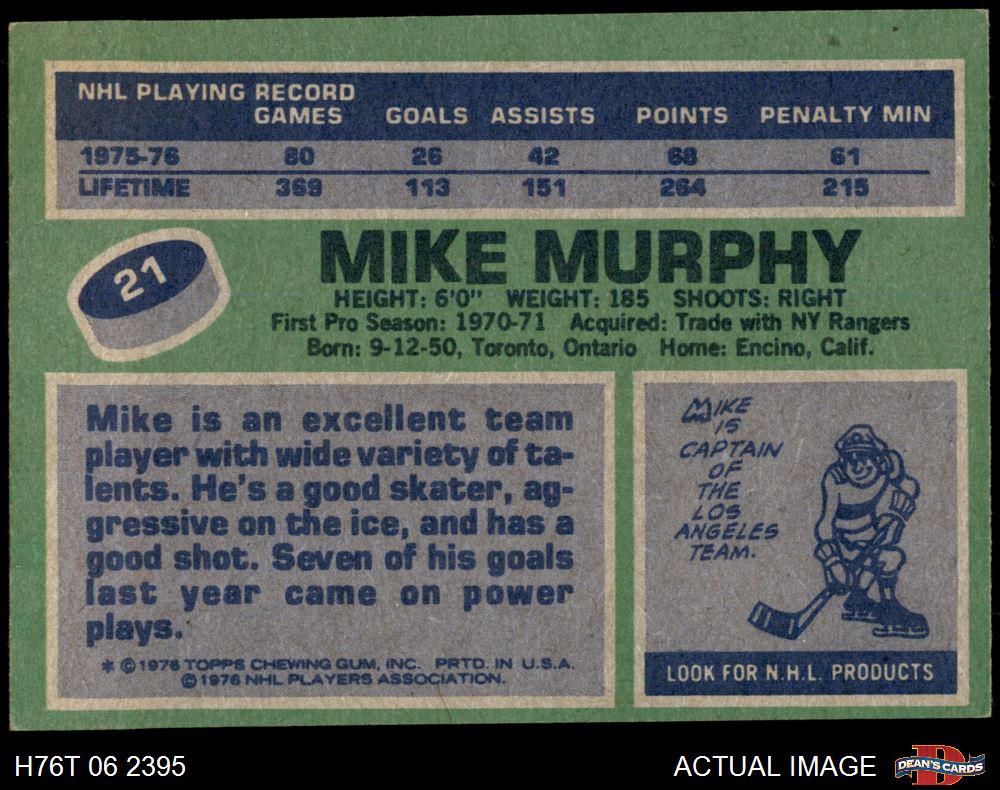 NHL PLAYING RECORD
GAMES GOALS ASSISTS POINTS PENALTY MIN
1975-76 80 26 42 68 61
LIFETIME 369 113 151 264 215
21
MIKE MURPHY
HEIGHT: 6'0" WEIGHT: 185 SHOOTS: RIGHT
First Pro Season: 1970-71 Acquired: Trade with NY Rangers
Born: 9-12-50, Toronto, Ontario Home: Encino, Calif.
Mike is an excellent team
player with wide variety of ta-
lents. He's a good skater, ag-
gressive on the ice, and has a
good shot. Seven of his goals
last year came on power
plays.
* © 1976 TOPPS CHEWING GUM, INC. PRTD. IN U.S.A.
© 1976 NHL PLAYERS ASSOCIATION.
MIKE
IS
CAPTAIN
OF
THE
LOS
ANGELES
TEAM.
LOOK FOR N.H.L. PRODUCTS
H76T 06 2395
ACTUAL IMAGE
D
DEAN'S CARDS